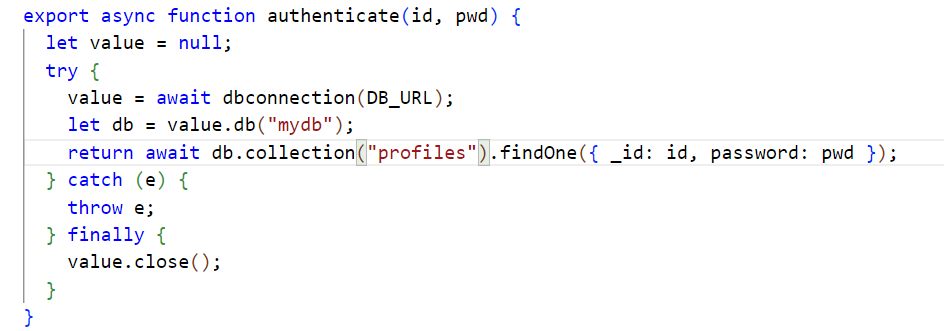 export async function authenticate(id, pwd) {
let value = null;
try {
value = await dbconnection(DB_URL);
let db = value.db("mydb");
return await db.collection("profiles").findOne({ _id: id, password: pwd });
} catch (e) {
throw e;
} finally {
value.close();
}
}